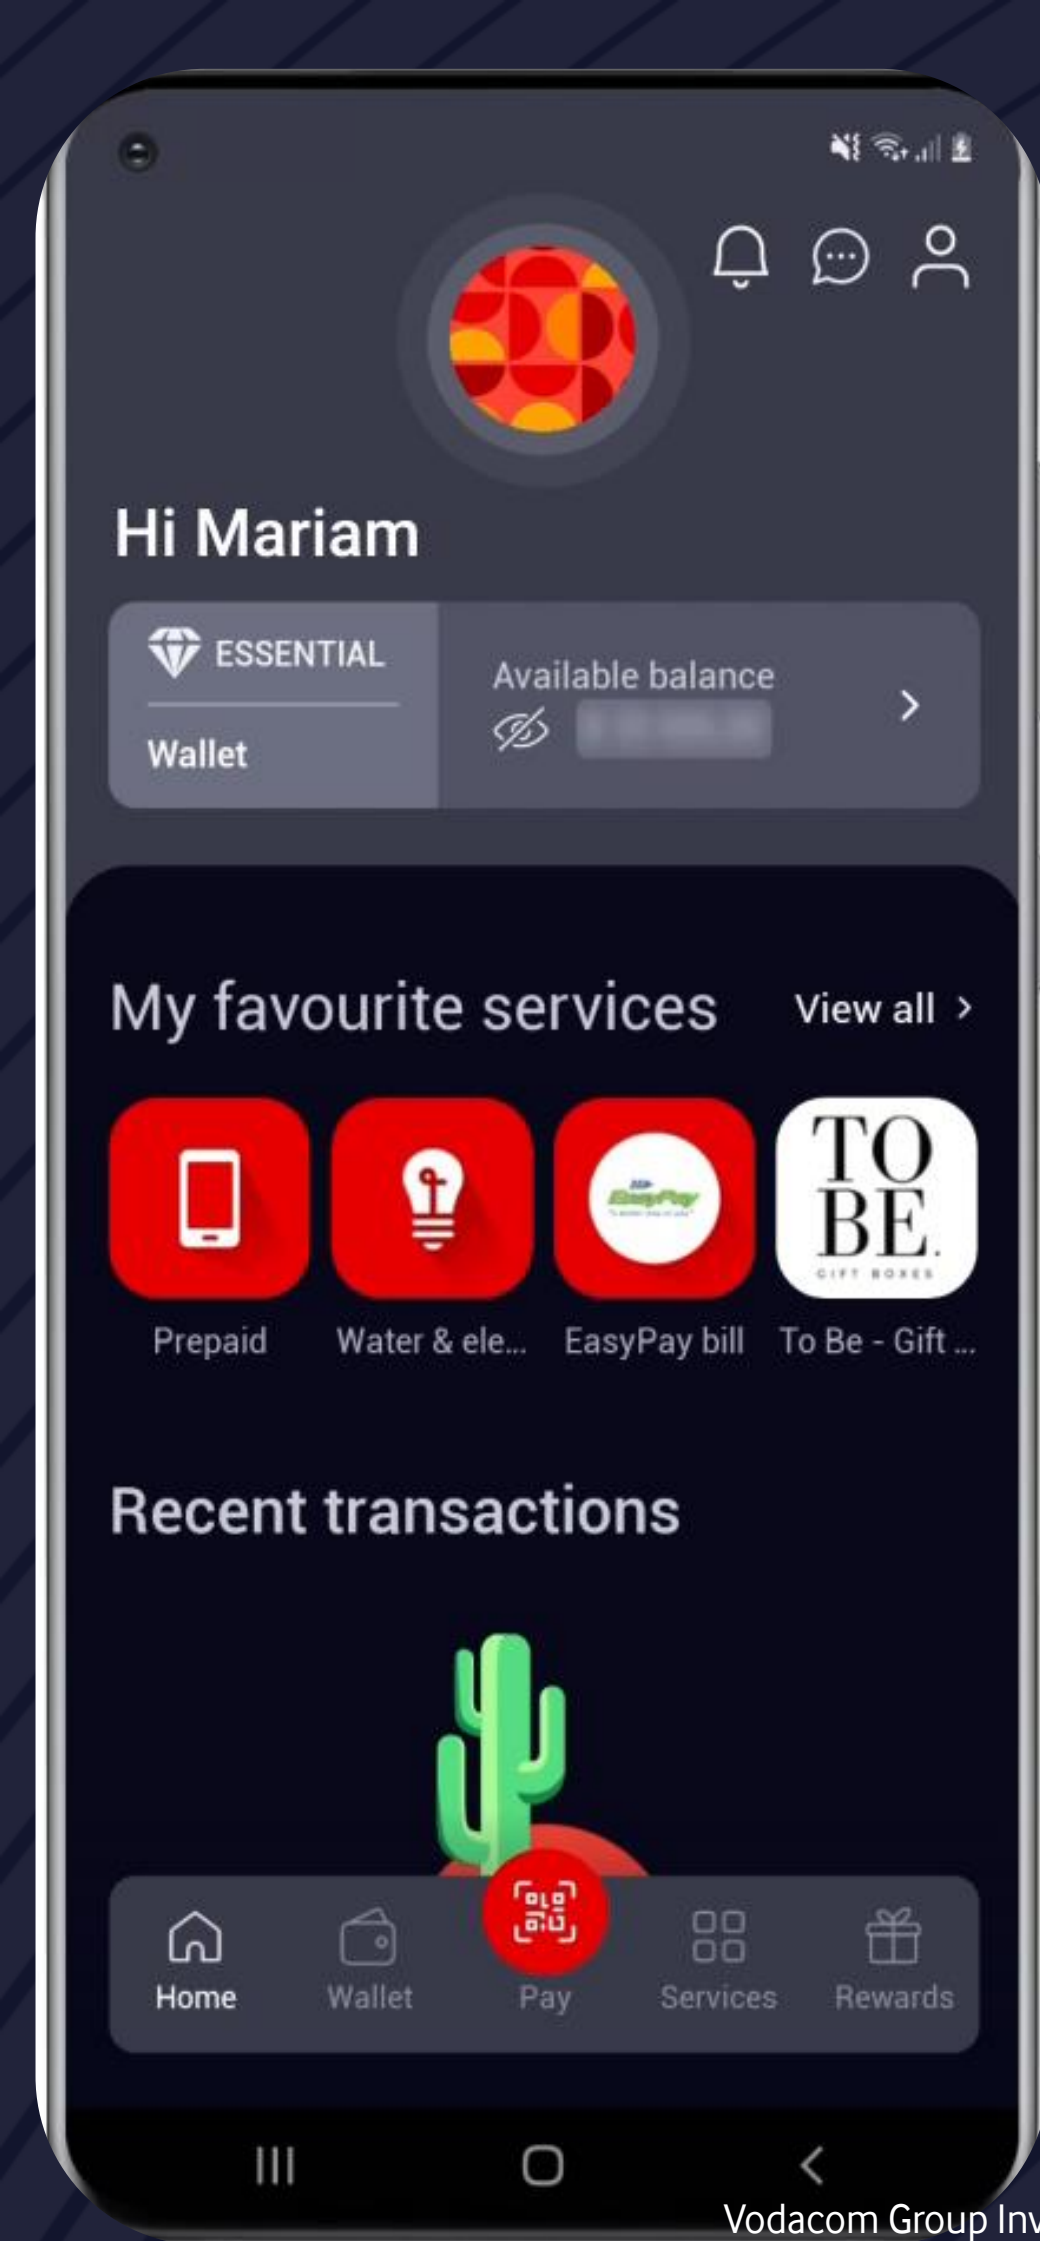 Hi Mariam
ESSENTIAL
Wallet
Available balance
My favourite services
View all >
TO
BE.
GIFT BOXES
EasyPay
Prepaid
Water & ele...
EasyPay bill
To Be - Gift ...
Recent transactions
Home
Wallet
Pay
Services
Rewards
Vodacom Group Inv